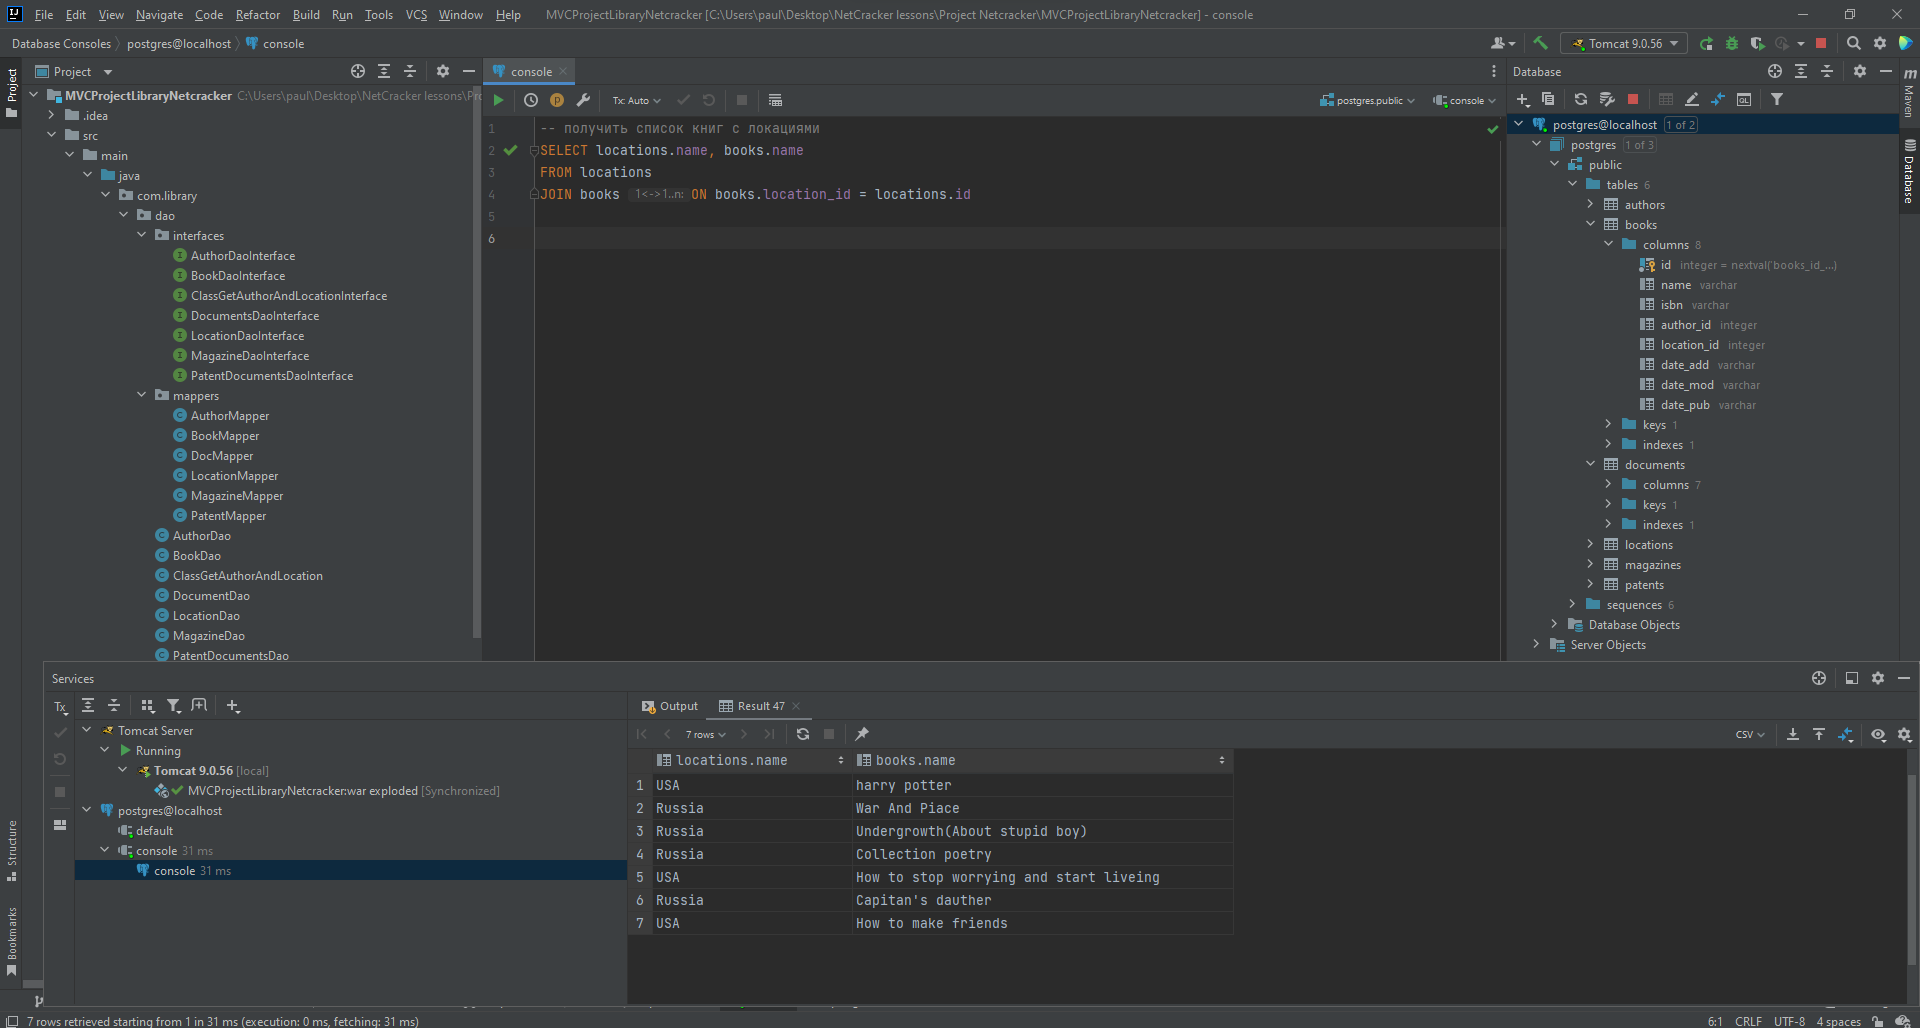 File Edit View Navigate Code Refactor Build Run Tools VCS Window Help MVCProjectLibraryNetcracker [C:\Users\paul\Desktop\NetCracker lessons\Project Netcracker\MVCProjectLibraryNetcracker] - console
Database Consoles postgres@localhost console
Tomcat 9.0.56
Project
Project
MVCProjectLibraryNetcracker C:\Users\paul\Desktop\NetCracker lessons\Pr
.idea
src
main
java
com.library
dao
interfaces
AuthorDaoInterface
BookDaoInterface
ClassGetAuthorAndLocationInterface
DocumentsDaoInterface
LocationDaoInterface
MagazineDaoInterface
PatentDocumentsDaoInterface
mappers
AuthorMapper
BookMapper
DocMapper
LocationMapper
MagazineMapper
PatentMapper
AuthorDao
BookDao
ClassGetAuthorAndLocation
DocumentDao
LocationDao
MagazineDao
PatentDocumentsDao
console
Tx: Auto
postgres.public
console
1 -- получить список книг с локациями
2 SELECT locations.name, books.name
3 FROM locations
4 JOIN books 1<->1..n: ON books.location_id = locations.id
5
6
Database
postgres@localhost 1 of 2
postgres 1 of 3
public
tables 6
authors
books
columns 8
id integer = nextval('books_id_...)
name varchar
isbn varchar
author_id integer
location_id integer
date_add varchar
date_mod varchar
date_pub varchar
keys 1
indexes 1
documents
columns 7
keys 1
indexes 1
locations
magazines
patents
sequences 6
Database Objects
Server Objects
Maven
Database
Structure
Bookmarks
Services
Tx
Tomcat Server
Running
Tomcat 9.0.56 [local]
MVCProjectLibraryNetcracker:war exploded [Synchronized]
postgres@localhost
default
console 31 ms
console 31 ms
Output Result 47
7 rows
CSV
locations.name books.name
1 USA harry potter
2 Russia War And Piace
3 Russia Undergrowth(About stupid boy)
4 Russia Collection poetry
5 USA How to stop worrying and start liveing
6 Russia Capitan's dauther
7 USA How to make friends
7 rows retrieved starting from 1 in 31 ms (execution: 0 ms, fetching: 31 ms)
6:1 CRLF UTF-8 4 spaces